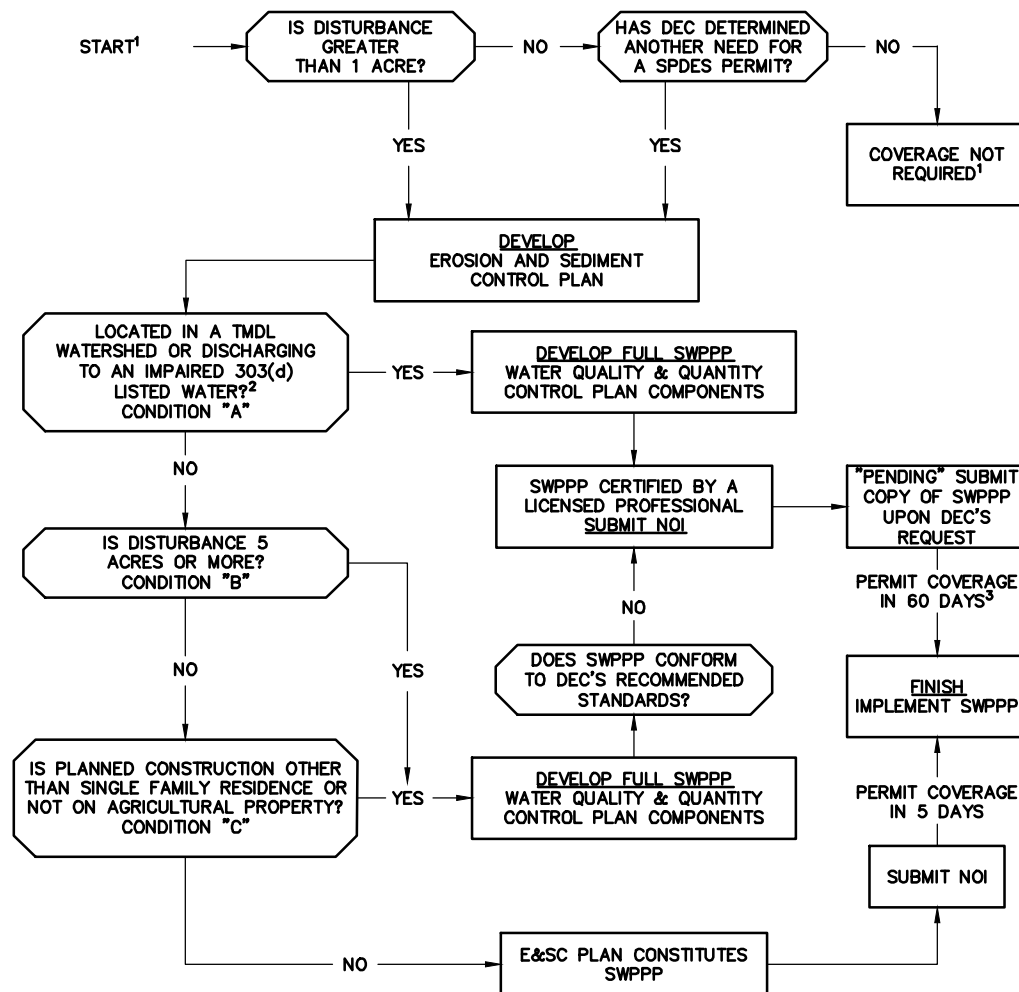 START¹
IS DISTURBANCE
GREATER
THAN 1 ACRE?
NO
HAS DEC DETERMINED
ANOTHER NEED FOR
A SPDES PERMIT?
NO
YES
YES
COVERAGE NOT
REQUIRED¹
DEVELOP
EROSION AND SEDIMENT
CONTROL PLAN
LOCATED IN A TMDL
WATERSHED OR DISCHARGING
TO AN IMPAIRED 303(d)
LISTED WATER?²
CONDITION "A"
YES
DEVELOP FULL SWPPP
WATER QUALITY & QUANTITY
CONTROL PLAN COMPONENTS
NO
SWPPP CERTIFIED BY A
LICENSED PROFESSIONAL
SUBMIT NOI
"PENDING" SUBMIT
COPY OF SWPPP
UPON DEC'S
REQUEST
IS DISTURBANCE 5
ACRES OR MORE?
CONDITION "B"
PERMIT COVERAGE
IN 60 DAYS³
NO
NO
YES
DOES SWPPP CONFORM
TO DEC'S RECOMMENDED
STANDARDS?
FINISH
IMPLEMENT SWPPP
IS PLANNED CONSTRUCTION OTHER
THAN SINGLE FAMILY RESIDENCE OR
NOT ON AGRICULTURAL PROPERTY?
CONDITION "C"
YES
DEVELOP FULL SWPPP
WATER QUALITY & QUANTITY
CONTROL PLAN COMPONENTS
PERMIT COVERAGE
IN 5 DAYS
SUBMIT NOI
NO
E&SC PLAN CONSTITUTES
SWPPP